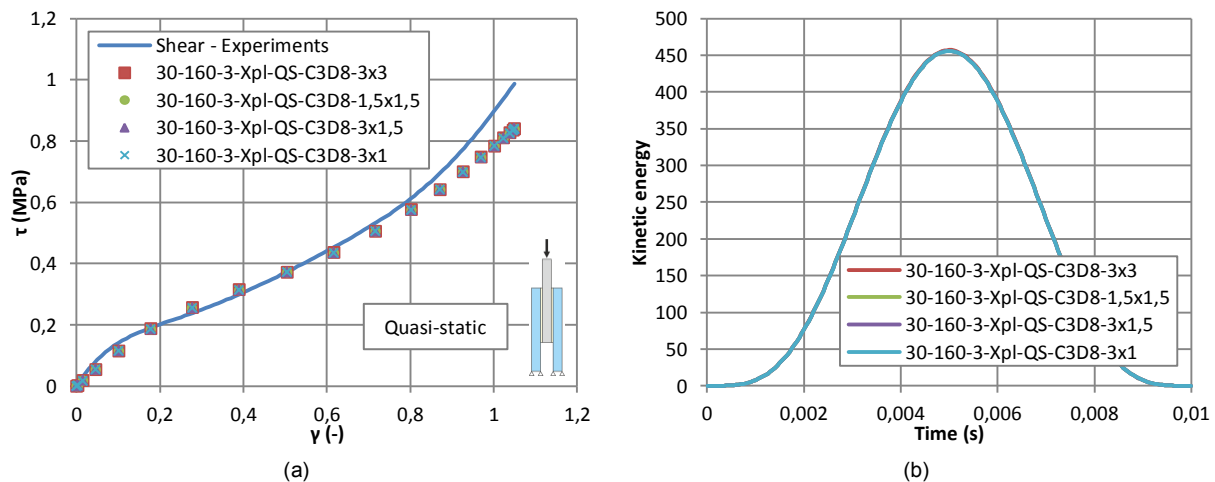 1,2
1
0,8
0,6
0,4
0,2
0
τ (MPa)
Shear - Experiments
30-160-3-Xpl-QS-C3D8-3x3
30-160-3-Xpl-QS-C3D8-1,5x1,5
30-160-3-Xpl-QS-C3D8-3x1,5
30-160-3-Xpl-QS-C3D8-3x1
Quasi-static
0 0,2 0,4 0,6 0,8 1 1,2
γ (-)
(a)
500
450
400
350
300
250
200
150
100
50
0
Kinetic energy
30-160-3-Xpl-QS-C3D8-3x3
30-160-3-Xpl-QS-C3D8-1,5x1,5
30-160-3-Xpl-QS-C3D8-3x1,5
30-160-3-Xpl-QS-C3D8-3x1
0 0,002 0,004 0,006 0,008 0,01
Time (s)
(b)